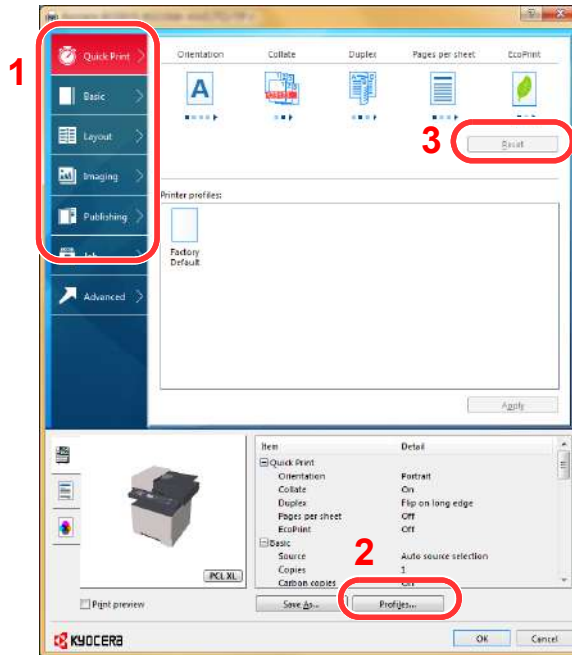 1
Quick Print
Basic
Layout
Imaging
Publishing
Job
Advanced
Orientation Collate Duplex Pages per sheet EcoPrint
A
3
Reset
Printer profiles:
Factory
Default
Apply
Item Detail
Quick Print
Orientation Portrait
Collate On
Duplex Flip on long edge
Pages per sheet Off
EcoPrint Off
Basic
Source Auto source selection
Copies 1
Carbon copies Off
2
PCL XL
Print preview
Save As... Profiles...
KYOCERA
OK Cancel